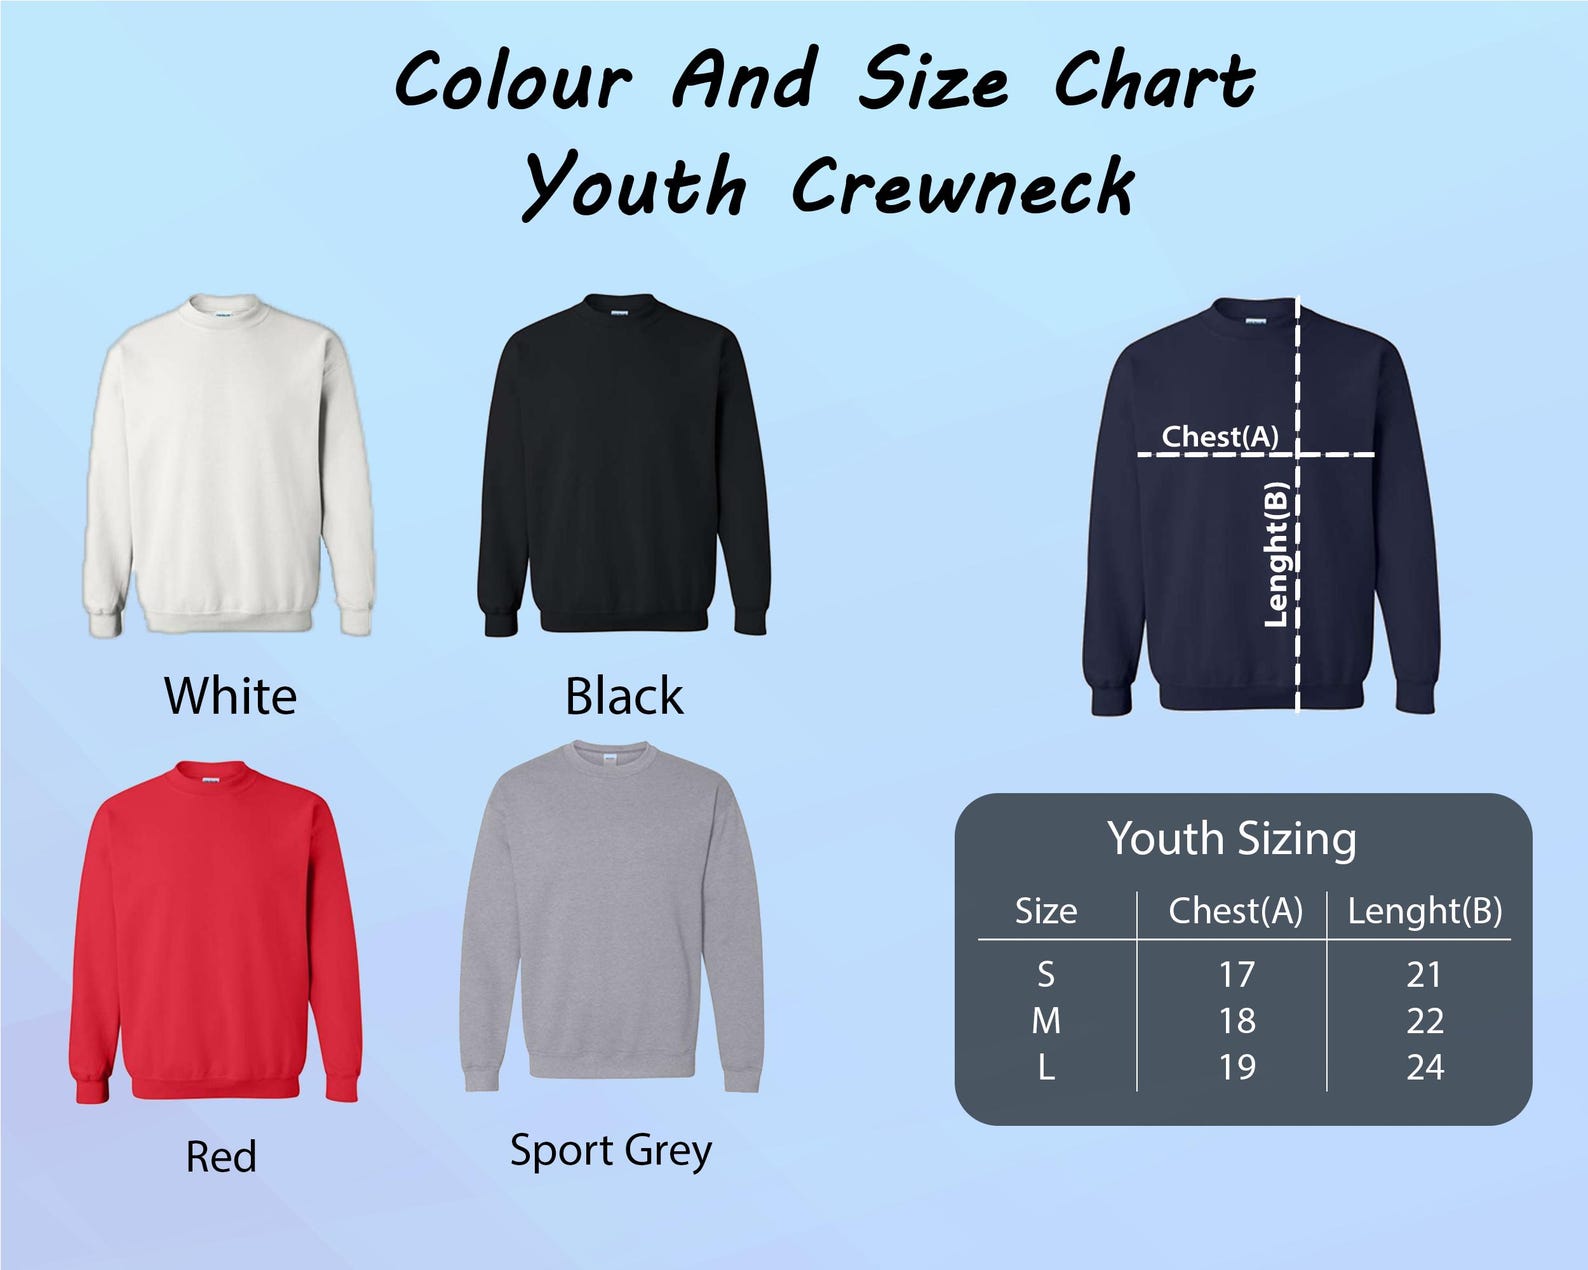 Colour And Size Chart
Youth Crewneck
Chest(A)
Lenght(B)
White
Black
Red
Sport Grey
Youth Sizing
Size Chest(A) Lenght(B)
S 17 21
M 18 22
L 19 24